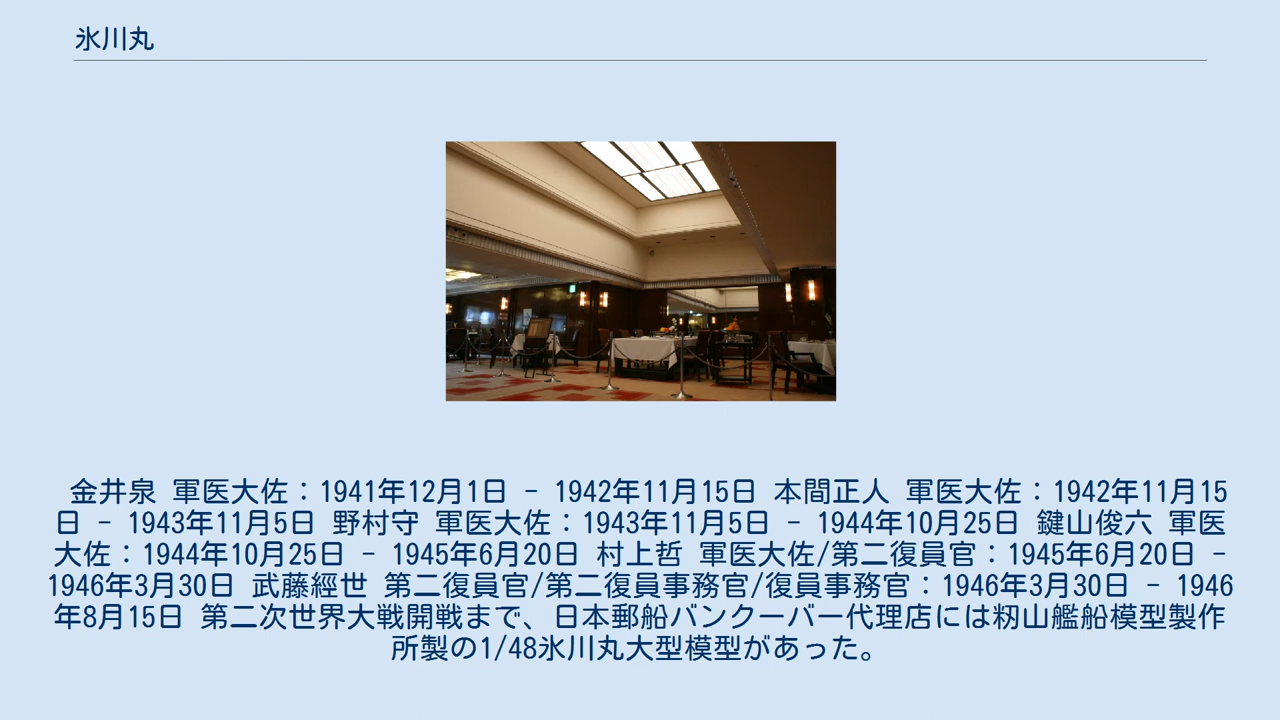 氷川丸
金井泉 軍医大佐：1941年12月1日 - 1942年11月15日 本間正人 軍医大佐：1942年11月15
日 - 1943年11月5日 野村守 軍医大佐：1943年11月5日 - 1944年10月25日 鍵山俊六 軍医
大佐：1944年10月25日 - 1945年6月20日 村上哲 軍医大佐/第二復員官：1945年6月20日 -
1946年3月30日 武藤經世 第二復員官/第二復員事務官/復員事務官：1946年3月30日 - 1946
年8月15日 第二次世界大戦開戦まで、日本郵船バンクーバー代理店には籾山艦船模型製作
所製の1/48氷川丸大型模型があった。